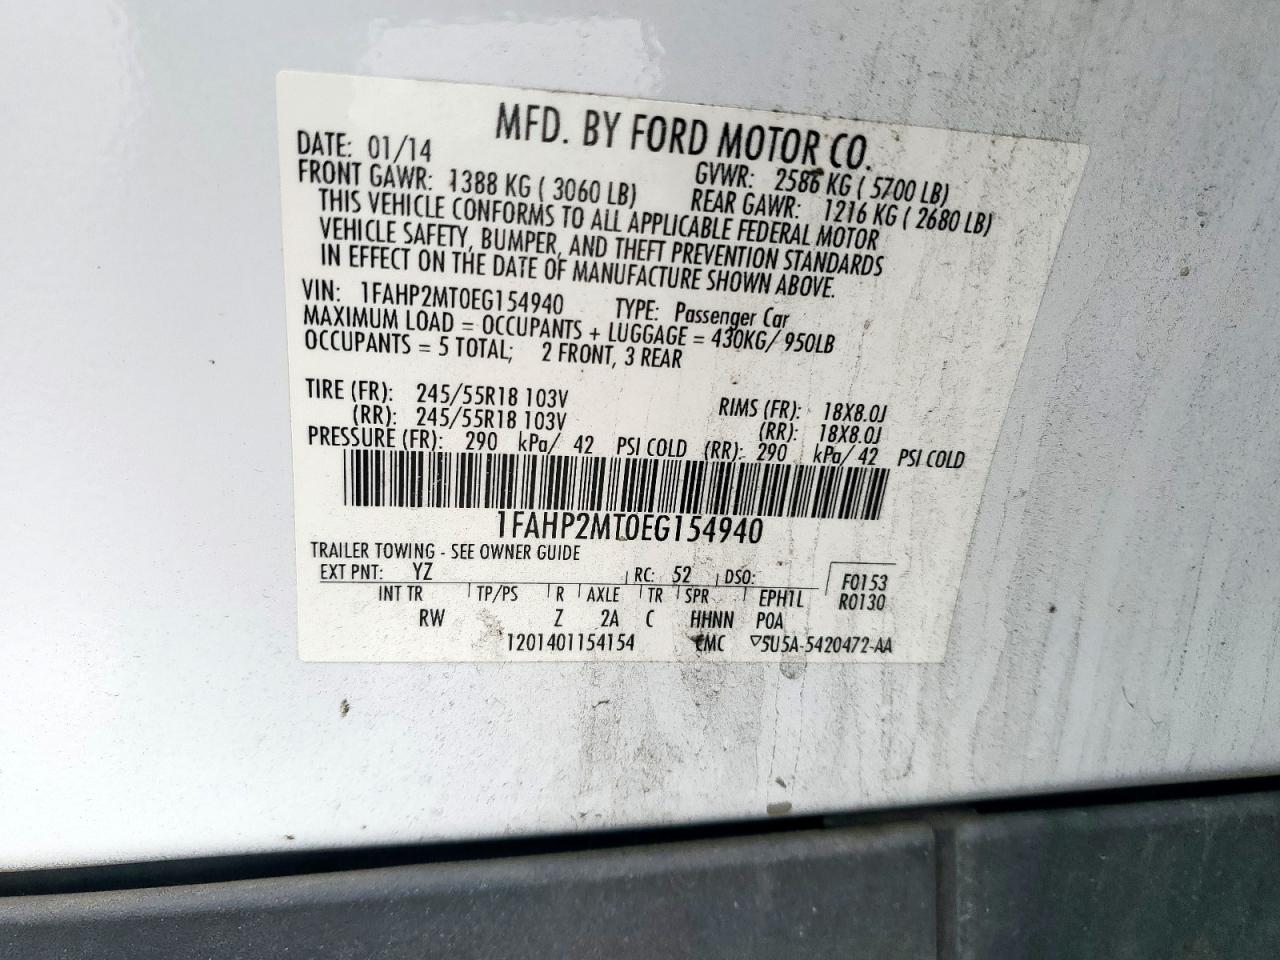 MFD. BY FORD MOTOR CO.
DATE: 01/14 GVWR: 2586 KG ( 5700 LB)
FRONT GAWR: 1388 KG ( 3060 LB) REAR GAWR: 1216 KG ( 2680 LB)
THIS VEHICLE CONFORMS TO ALL APPLICABLE FEDERAL MOTOR
VEHICLE SAFETY, BUMPER, AND THEFT PREVENTION STANDARDS
IN EFFECT ON THE DATE OF MANUFACTURE SHOWN ABOVE.
VIN: 1FAHP2MT0EG154940 TYPE: Passenger Car
MAXIMUM LOAD = OCCUPANTS + LUGGAGE = 430KG/ 950LB
OCCUPANTS = 5 TOTAL; 2 FRONT, 3 REAR
TIRE (FR): 245/55R18 103V RIMS (FR): 18X8.0J
(RR): 245/55R18 103V (RR): 18X8.0J
PRESSURE (FR): 290 kPa/ 42 PSI COLD (RR): 290 kPa/ 42 PSI COLD
1FAHP2MT0EG154940
TRAILER TOWING - SEE OWNER GUIDE
EXT PNT: YZ RC: 52 DSO: F0153
INT TR TP/PS R AXLE TR SPR EPH1L R0130
RW Z 2A C HHNN POA
1201401154154 CMC ▽5U5A-5420472-AA